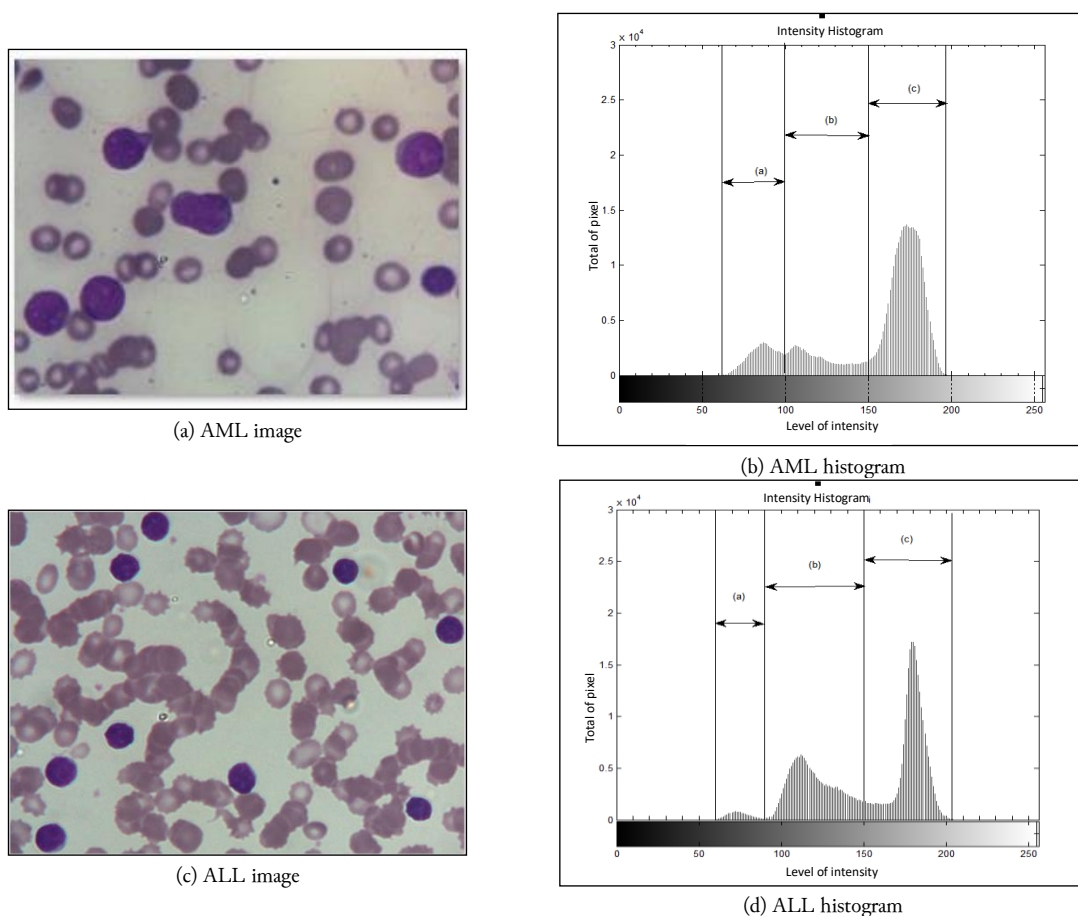 Intensity Histogram
× 10⁴
3
2.5
2
1.5
1
0.5
0
Total of pixel
(a)
(b)
(c)
0 50 100 150 200 250
Level of intensity
(a) AML image
(b) AML histogram
Intensity Histogram
× 10⁴
3
2.5
2
1.5
1
0.5
0
Total of pixel
(a)
(b)
(c)
0 50 100 150 200 250
Level of intensity
(c) ALL image
(d) ALL histogram